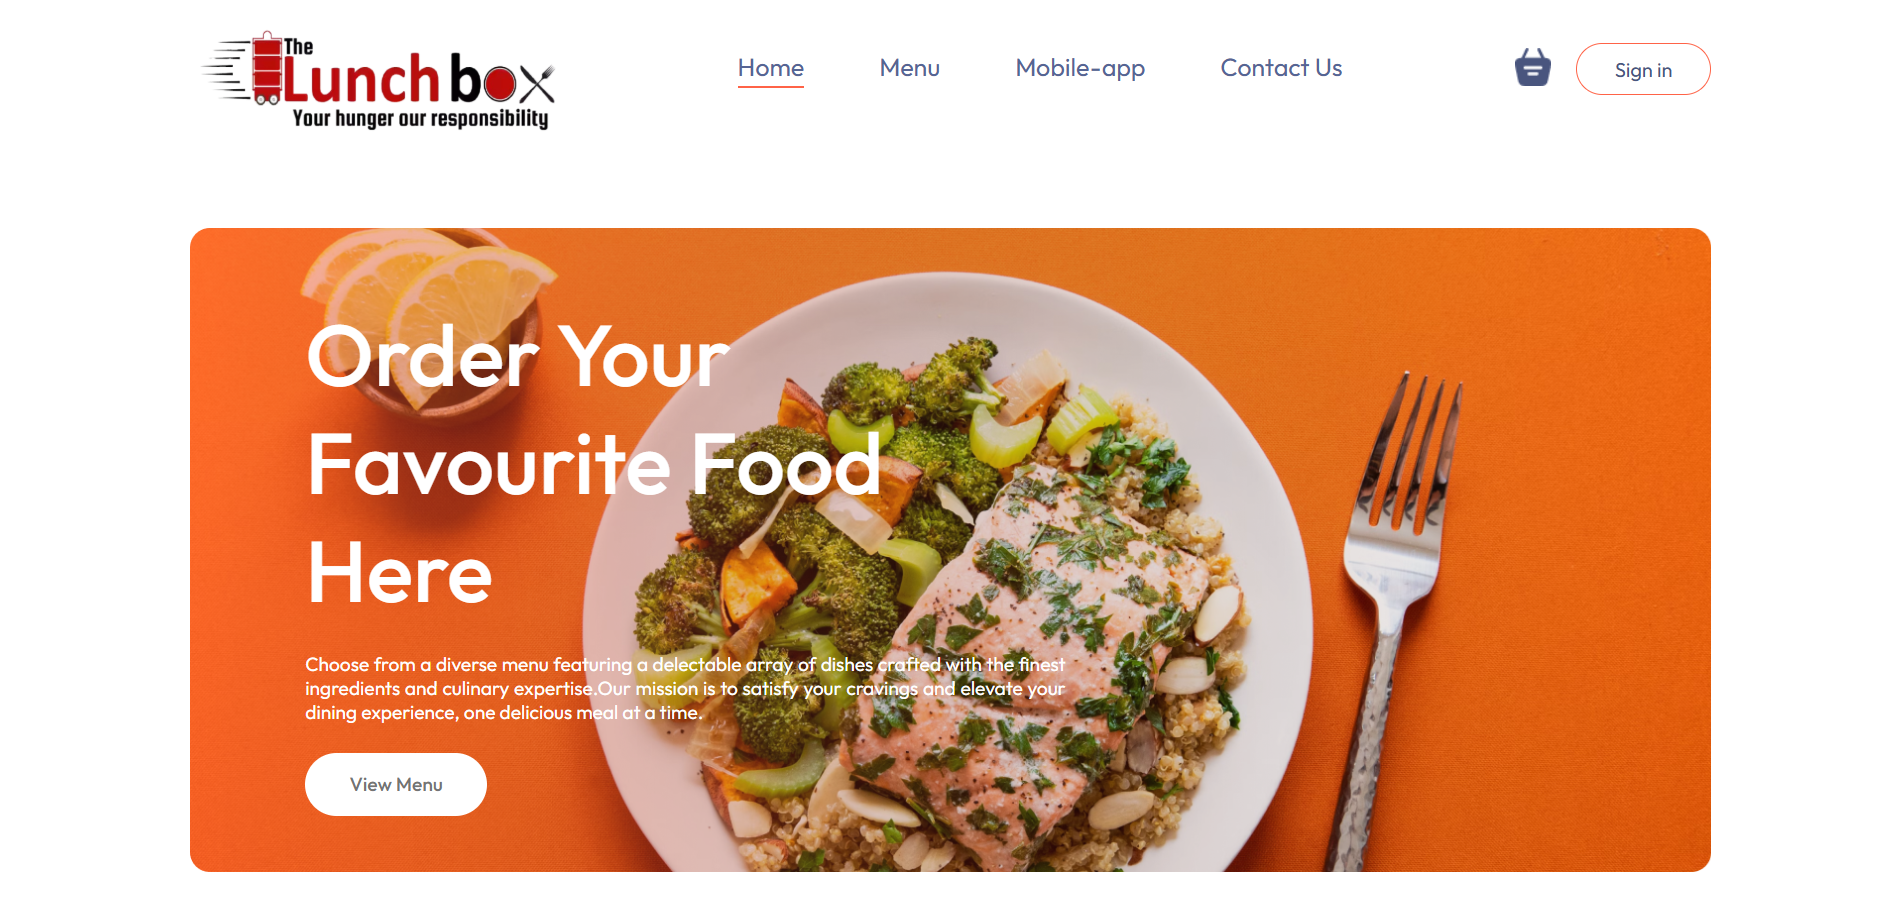 The
Lunch box
Your hunger our responsibility
Home
Menu
Mobile-app
Contact Us
Sign in
Order Your
Favourite Food
Here
Choose from a diverse menu featuring a delectable array of dishes crafted with the finest
ingredients and culinary expertise.Our mission is to satisfy your cravings and elevate your
dining experience, one delicious meal at a time.
View Menu